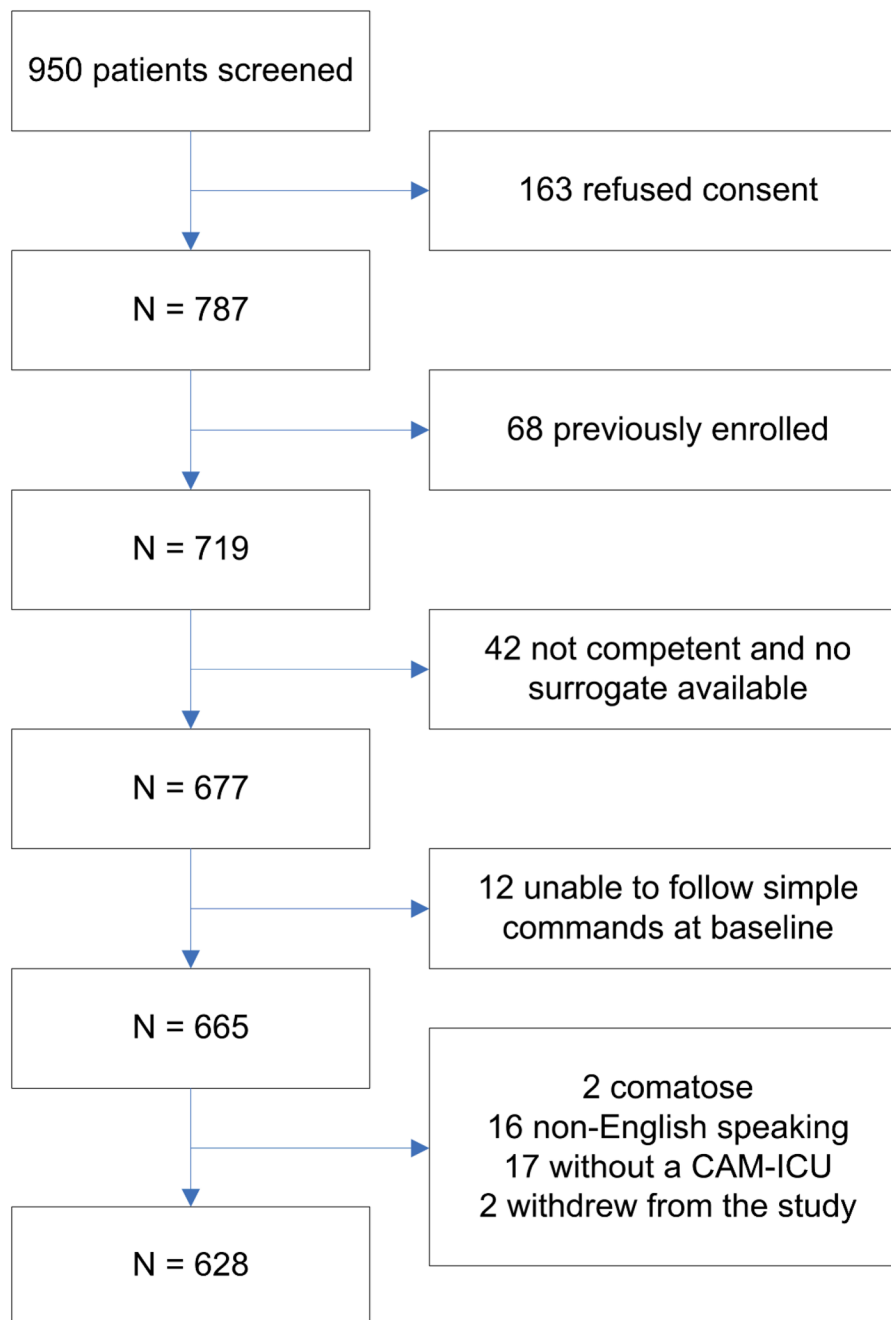 950 patients screened
163 refused consent
N = 787
68 previously enrolled
N = 719
42 not competent and no
surrogate available
N = 677
12 unable to follow simple
commands at baseline
N = 665
2 comatose
16 non-English speaking
17 without a CAM-ICU
2 withdrew from the study
N = 628